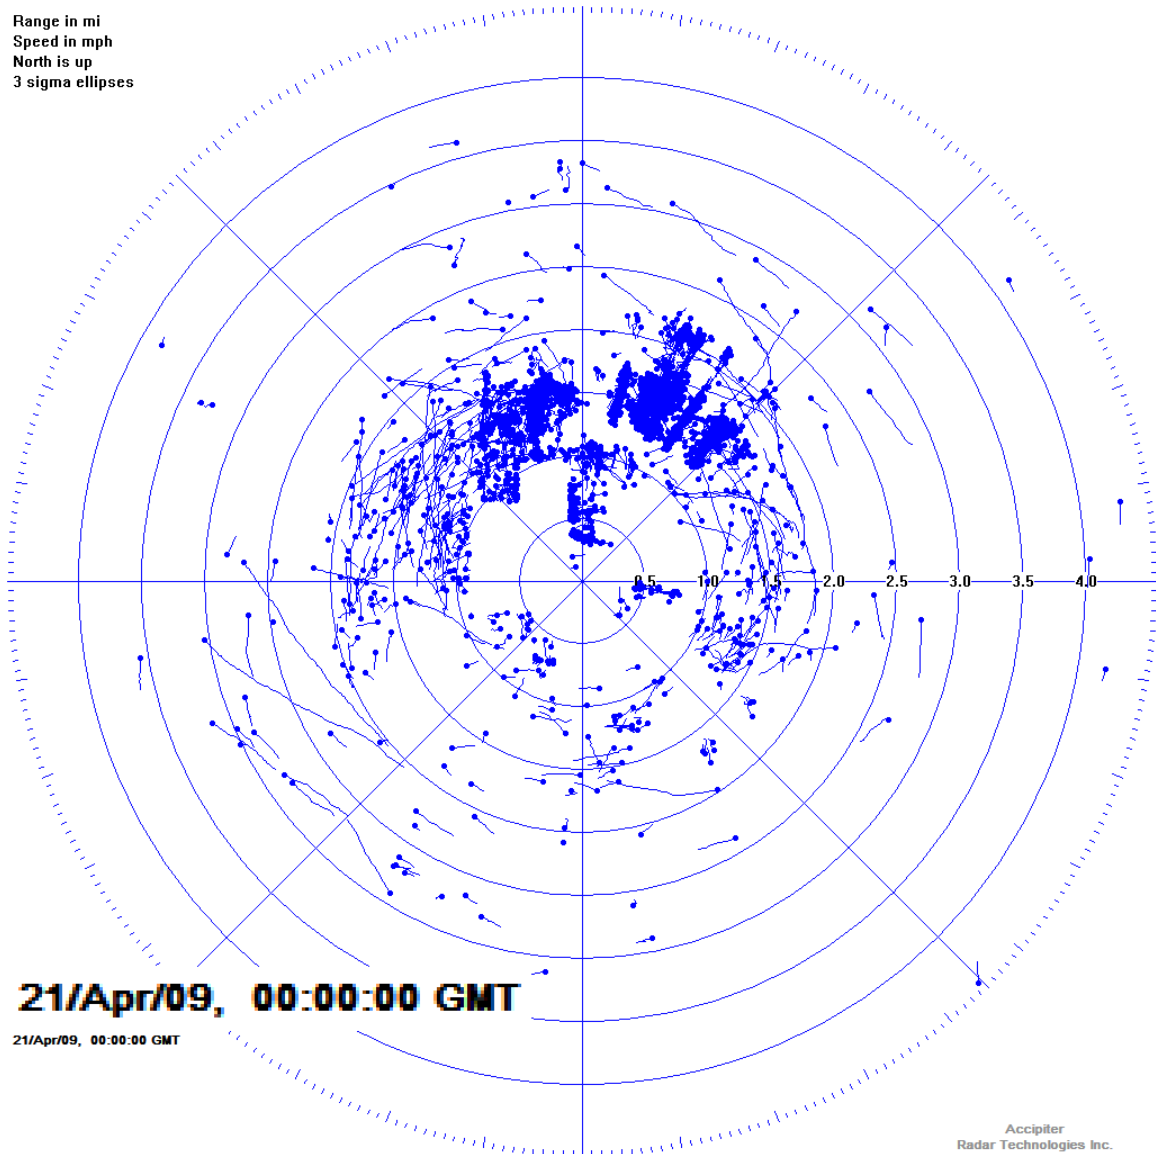 Range in mi
Speed in mph
North is up
3 sigma ellipses
0.5 1.0 1.5 2.0 2.5 3.0 3.5 4.0
21/Apr/09, 00:00:00 GMT
21/Apr/09, 00:00:00 GMT
Accipiter
Radar Technologies Inc.